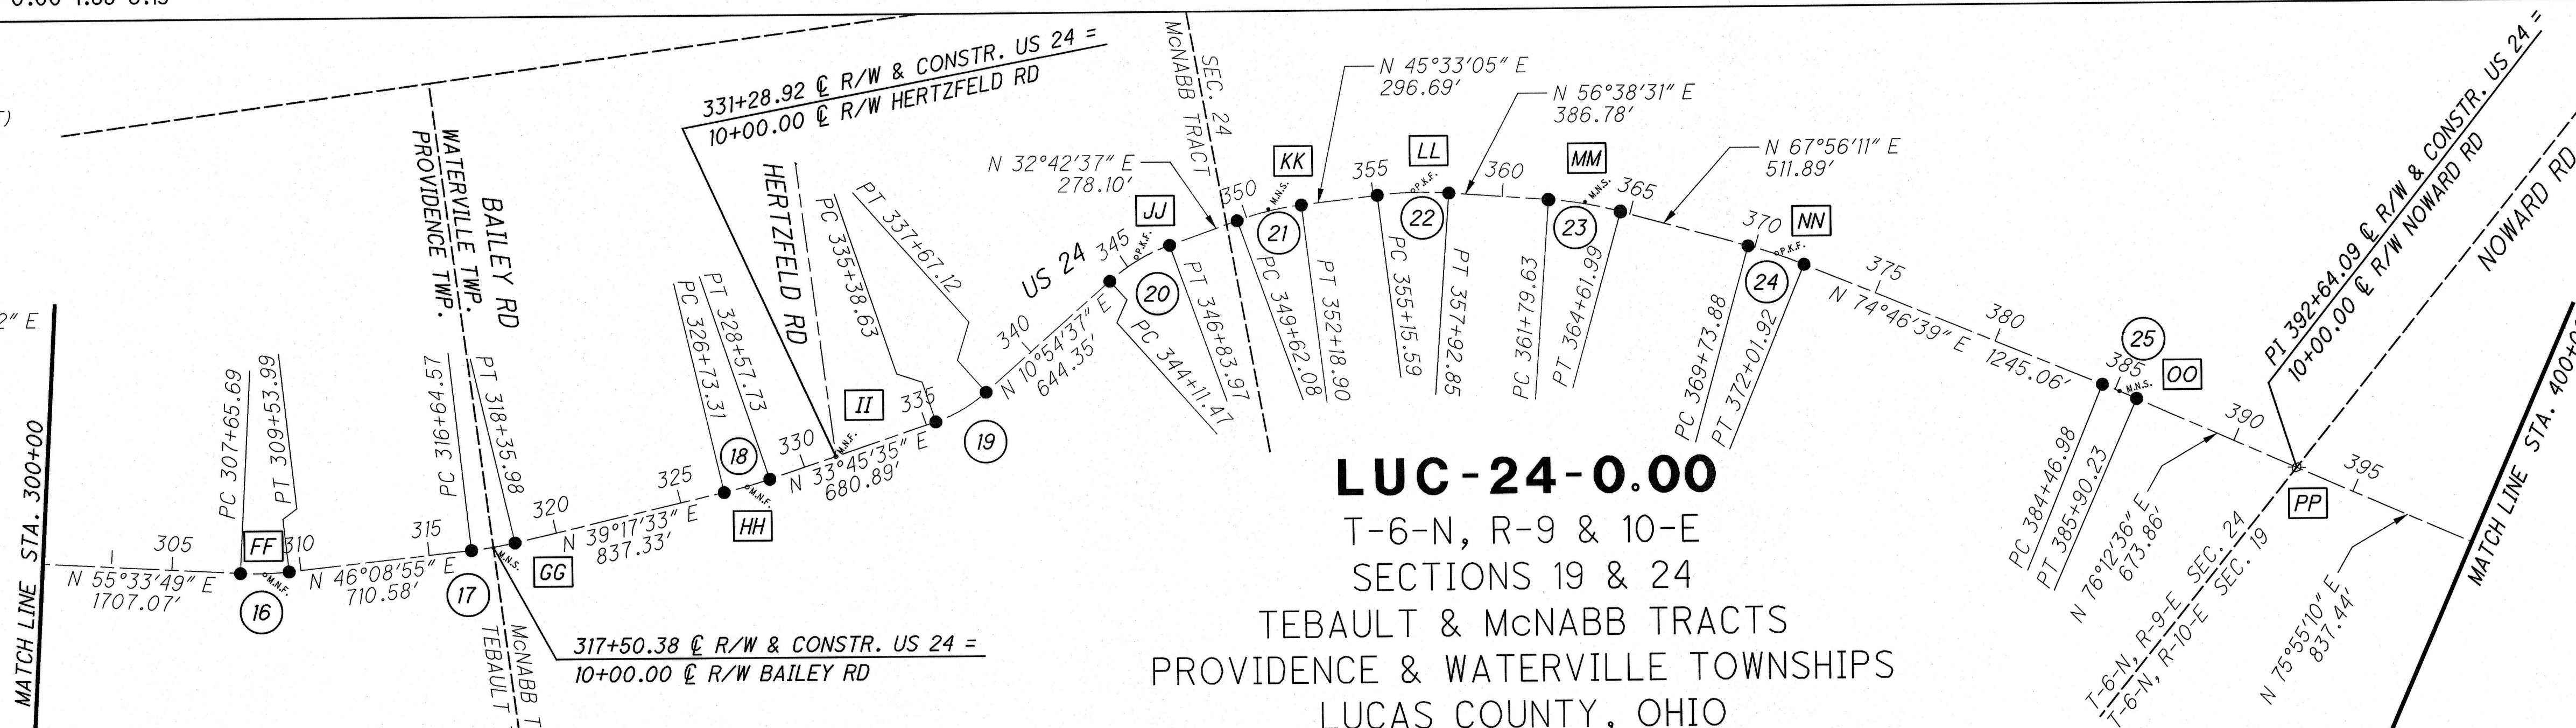 0.00 1.00 0.15
331+28.92 ℄ R/W & CONSTR. US 24 =
10+00.00 ℄ R/W HERTZFELD RD
McNABB TRACT
SEC. 24
N 45°33'05" E
296.69'
N 56°38'31" E
386.78'
N 67°56'11" E
511.89'
N 32°42'37" E
278.10'
PI 392+64.09 ℄ R/W & CONSTR. US 24 =
10+00.00 ℄ R/W NOWARD RD
NOWARD RD
PROVIDENCE TWP.
WATERVILLE TWP.
BAILEY RD
HERTZFELD RD
PC 335+38.63
PT 337+67.12
US 24
345
P.K.F.
JJ
350
M.N.S.
KK
355
P.K.F.
LL
360
MM
M.N.S.
365
370
P.K.F.
NN
20
21
22
23
24
25
PT 346+83.97
PC 349+62.08
PT 352+18.90
PC 355+15.59
PT 357+92.85
PC 361+79.63
PT 364+61.99
PC 369+73.88
PT 372+01.92
375
N 74°46'39" E 1245.06'
380
385
M.N.S.
OO
390
395
PP
MATCH LINE STA. 400+0
2" E
T)
MATCH LINE STA. 300+00
305
N 55°33'49" E
1707.07'
PC 307+65.69
PT 309+53.99
FF
M.N.F.
16
310
N 46°08'55" E
710.58'
315
PC 316+64.57
PT 318+35.98
17
M.N.S.
GG
320
N 39°17'33" E
837.33'
325
PC 326+73.31
PT 328+57.73
18
M.N.F.
HH
330
N 33°45'35" E
680.89'
II
M.N.F.
335
19
340
N 10°54'37" E
644.35'
PC 344+11.47
317+50.38 ℄ R/W & CONSTR. US 24 =
10+00.00 ℄ R/W BAILEY RD
TEBAULT
McNABB T
LUC-24-0.00
T-6-N, R-9 & 10-E
SECTIONS 19 & 24
TEBAULT & McNABB TRACTS
PROVIDENCE & WATERVILLE TOWNSHIPS
LUCAS COUNTY, OHIO
PC 384+46.98
PT 385+90.23
N 76°12'36" E
673.86'
T-6-N, R-9-E SEC. 24
T-6-N, R-10-E SEC. 19
N 75°55'10" E
837.44'